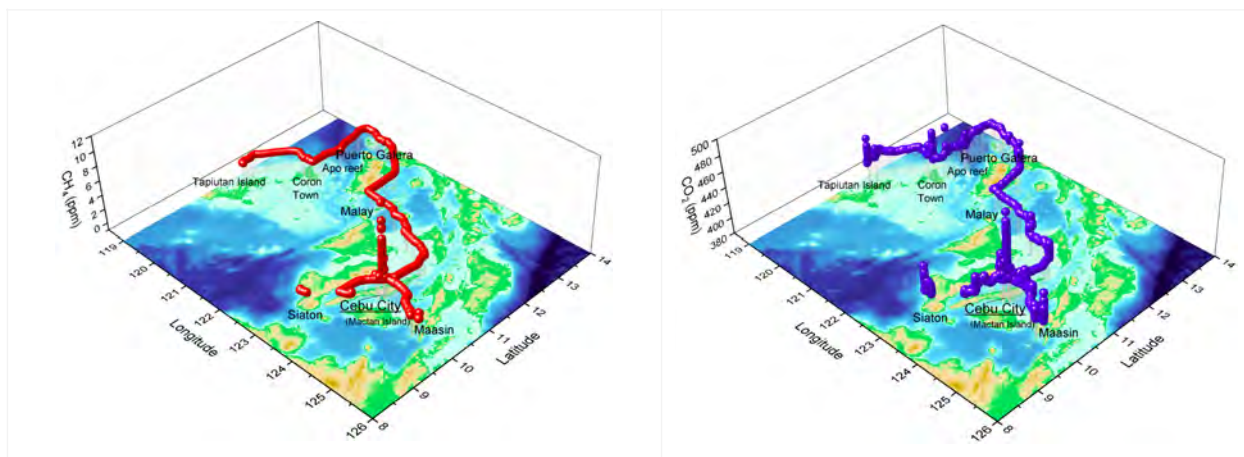 12
10
8
6
4
2
0
CH₄ (ppm)
Puerto Galera
Apo reef
Tapiutan Island
Coron
Town
Malay
Siaton
Cebu City
(Mactan Island)
Maasin
119
120
121
122
123
124
125
126
Longitude
8
9
10
11
12
13
14
Latitude
500
480
460
440
420
400
380
CO₂ (ppm)
Puerto Galera
Apo reef
Tapiutan Island
Coron
Town
Malay
Siaton
Cebu City
(Mactan Island)
Maasin
119
120
121
122
123
124
125
126
Longitude
8
9
10
11
12
13
14
Latitude